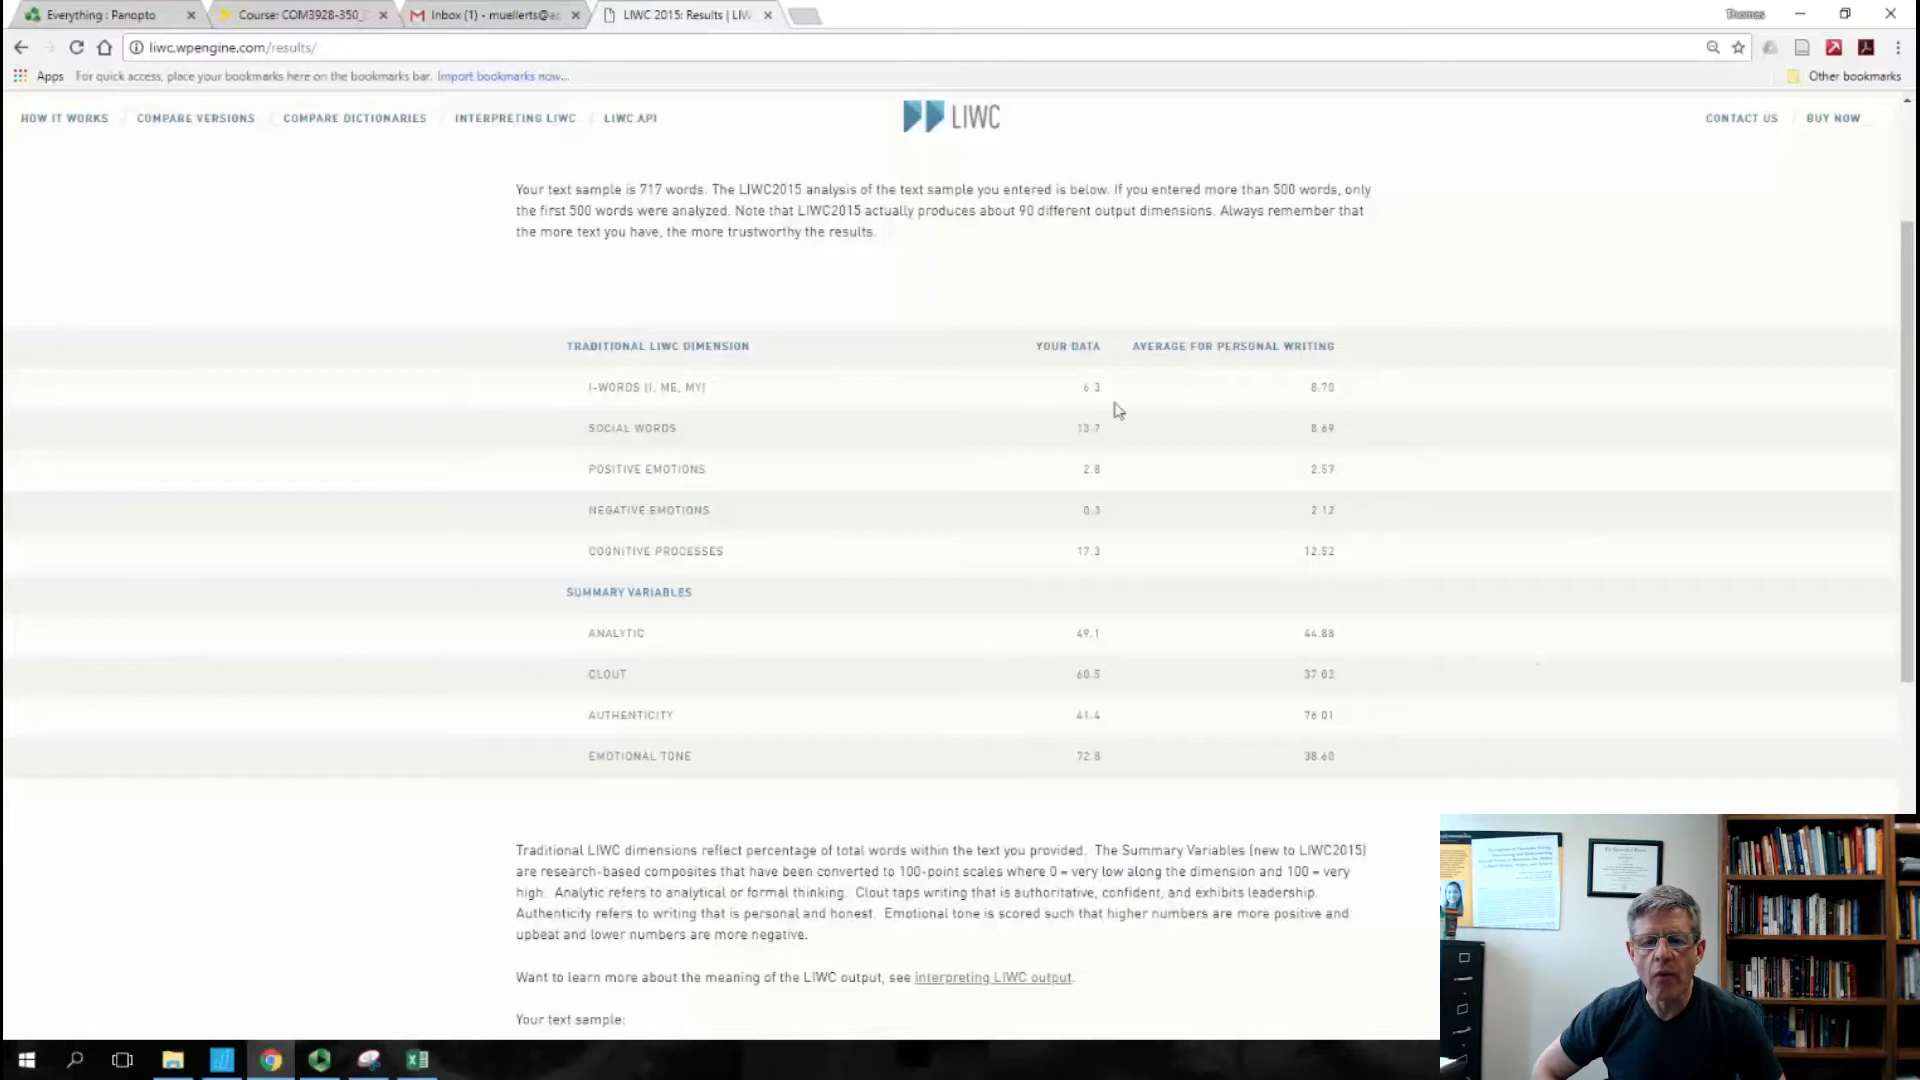 Everything : Panopto
Course: COM3928-350_
Inbox (1) - muellerts@a
LIWC 2015: Results | LIW
Thomas
liwc.wpengine.com/results/
Apps For quick access, place your bookmarks here on the bookmarks bar. Import bookmarks now... Other bookmarks
HOW IT WORKS / COMPARE VERSIONS / COMPARE DICTIONARIES / INTERPRETING LIWC / LIWC API
LIWC
CONTACT US / BUY NOW
Your text sample is 717 words. The LIWC2015 analysis of the text sample you entered is below. If you entered more than 500 words, only
the first 500 words were analyzed. Note that LIWC2015 actually produces about 90 different output dimensions. Always remember that
the more text you have, the more trustworthy the results.
TRADITIONAL LIWC DIMENSION YOUR DATA AVERAGE FOR PERSONAL WRITING
I-WORDS (I, ME, MY) 6.3 8.70
SOCIAL WORDS 13.7 8.69
POSITIVE EMOTIONS 2.8 2.57
NEGATIVE EMOTIONS 0.3 2.12
COGNITIVE PROCESSES 17.3 12.52
SUMMARY VARIABLES
ANALYTIC 49.1 44.88
CLOUT 60.5 37.02
AUTHENTICITY 41.4 76.01
EMOTIONAL TONE 72.8 38.60
Traditional LIWC dimensions reflect percentage of total words within the text you provided. The Summary Variables (new to LIWC2015)
are research-based composites that have been converted to 100-point scales where 0 = very low along the dimension and 100 = very
high. Analytic refers to analytical or formal thinking. Clout taps writing that is authoritative, confident, and exhibits leadership.
Authenticity refers to writing that is personal and honest. Emotional tone is scored such that higher numbers are more positive and
upbeat and lower numbers are more negative.
Want to learn more about the meaning of the LIWC output, see interpreting LIWC output.
Your text sample: